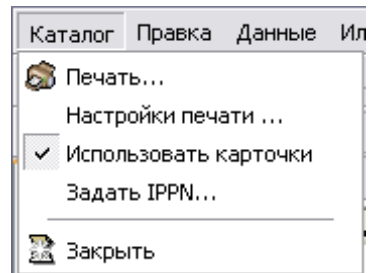 Каталог Правка Данные Ил
Печать...
Настройки печати ...
Использовать карточки
Задать IPPN...
Закрыть